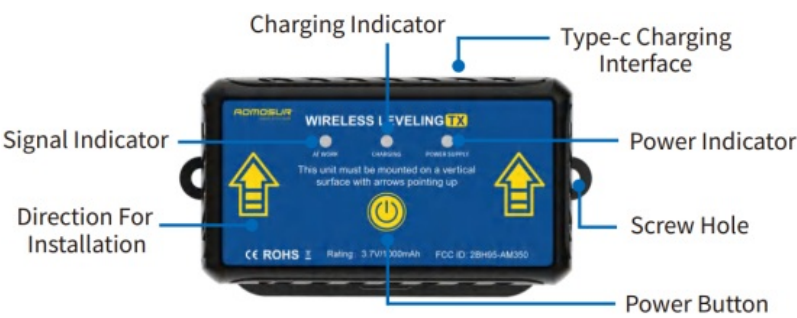 Charging Indicator
Type-c Charging
Interface
ROMOSUR
WIRELESS LEVELING TX
Signal Indicator
Power Indicator
AT WORK
CHARGING
POWER SUPPLY
This unit must be mounted on a vertical
surface with arrows pointing up
Direction For
Installation
Screw Hole
CE ROHS
Rating: 3.7V/1000mAh
FCC ID: 2BH95-AM350
Power Button